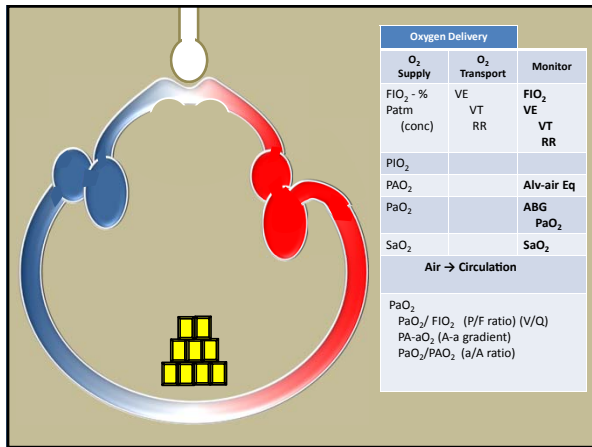 Oxygen Delivery
O2 Supply O2 Transport Monitor
FIO2 - % VE FIO2
Patm VT VE
(conc) RR VT
RR
PIO2
PAO2 Alv-air Eq
PaO2 ABG
PaO2
SaO2 SaO2
Air → Circulation
PaO2
PaO2/ FIO2 (P/F ratio) (V/Q)
PA-aO2 (A-a gradient)
PaO2/PAO2 (a/A ratio)